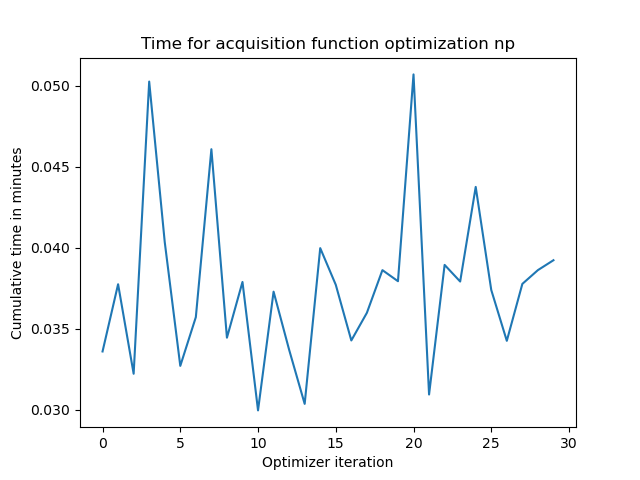 Time for acquisition function optimization np
Cumulative time in minutes
0.050
0.045
0.040
0.035
0.030
0 5 10 15 20 25 30
Optimizer iteration